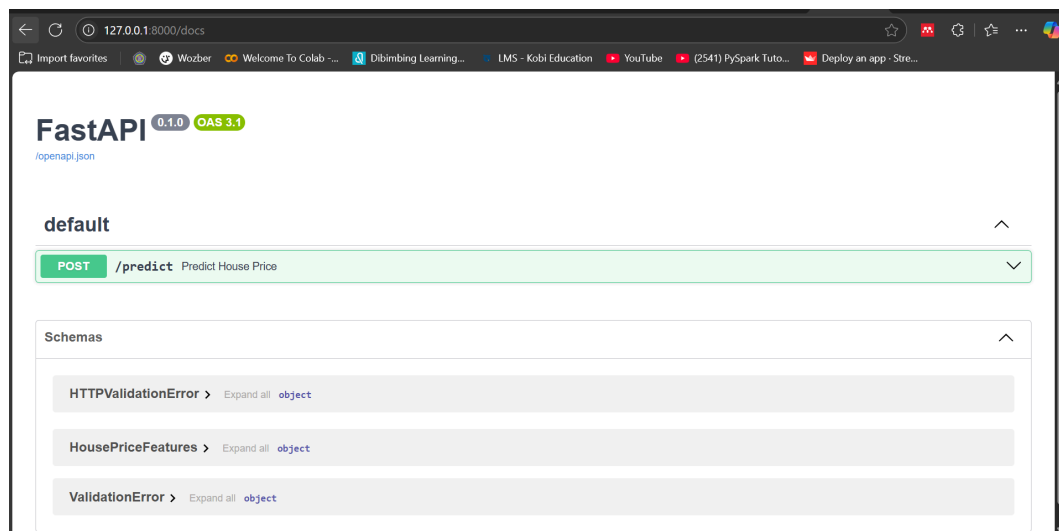 127.0.0.1:8000/docs
Import favorites Wozber Welcome To Colab -... Dibimbing Learning... LMS - Kobi Education YouTube (2541) PySpark Tuto... Deploy an app · Stre...
FastAPI 0.1.0 OAS 3.1
/openapi.json
default
POST /predict Predict House Price
Schemas
HTTPValidationError Expand all object
HousePriceFeatures Expand all object
ValidationError Expand all object